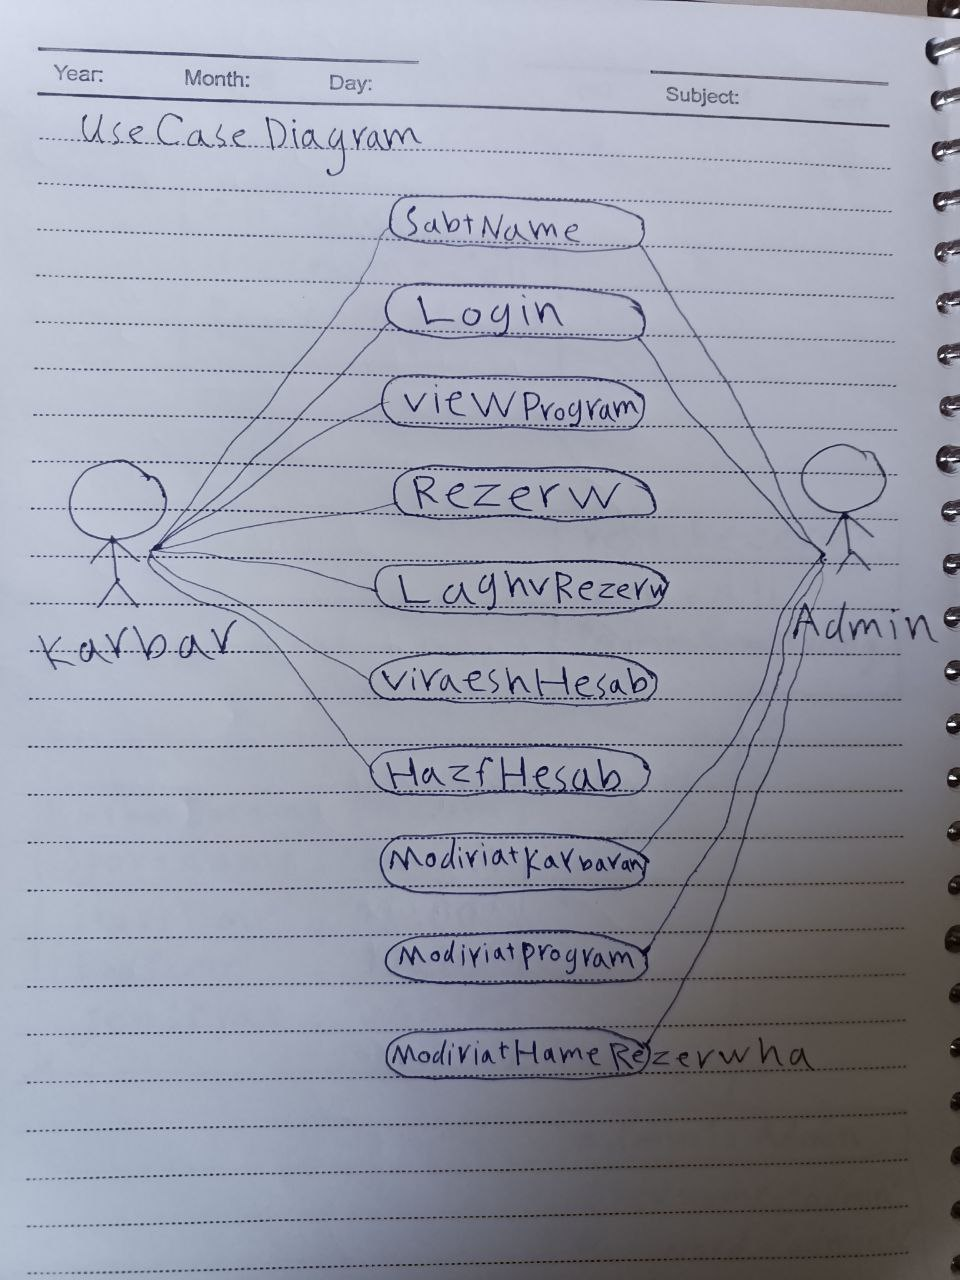 Year: Month: Day: Subject:
Use Case Diagram
SabtName
Login
viewProgram
Rezerw
LaghvRezerw
viraeshHesab
HazfHesab
ModiriatKarbaran
Modiriatprogram
ModiriatHameRezerwha
Karbar
Admin